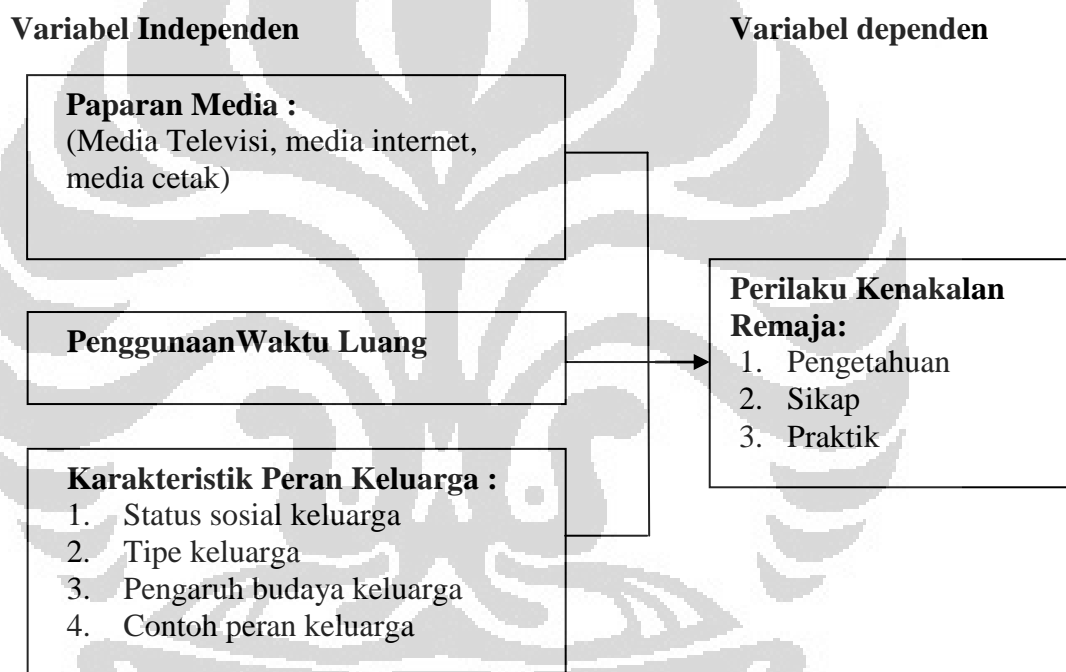 Variabel Independen
Variabel dependen
Paparan Media :
(Media Televisi, media internet,
media cetak)
PenggunaanWaktu Luang
Karakteristik Peran Keluarga :
1. Status sosial keluarga
2. Tipe keluarga
3. Pengaruh budaya keluarga
4. Contoh peran keluarga
Perilaku Kenakalan
Remaja:
1. Pengetahuan
2. Sikap
3. Praktik